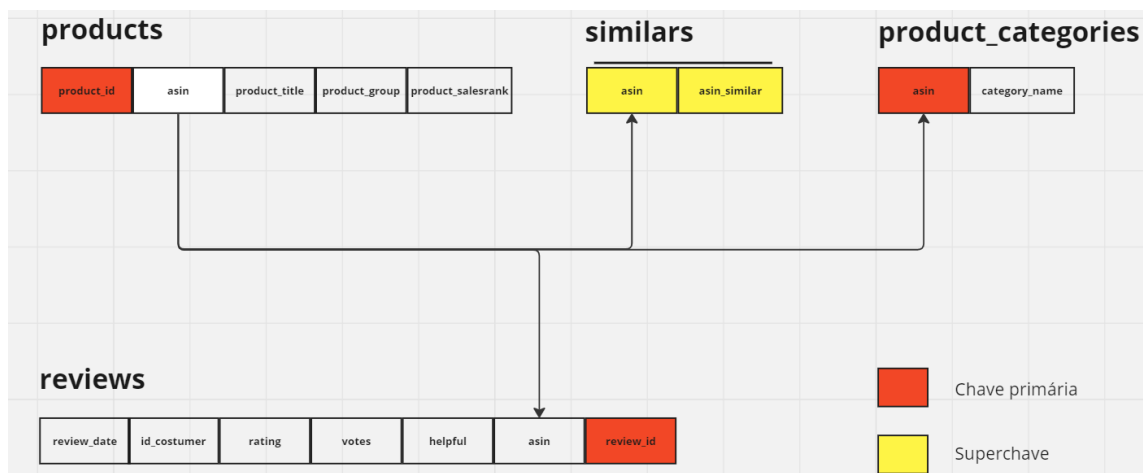 products
similars
product_categories
product_id
asin
product_title
product_group
product_salesrank
asin
asin_similar
asin
category_name
reviews
review_date
id_costumer
rating
votes
helpful
asin
review_id
Chave primária
Superchave